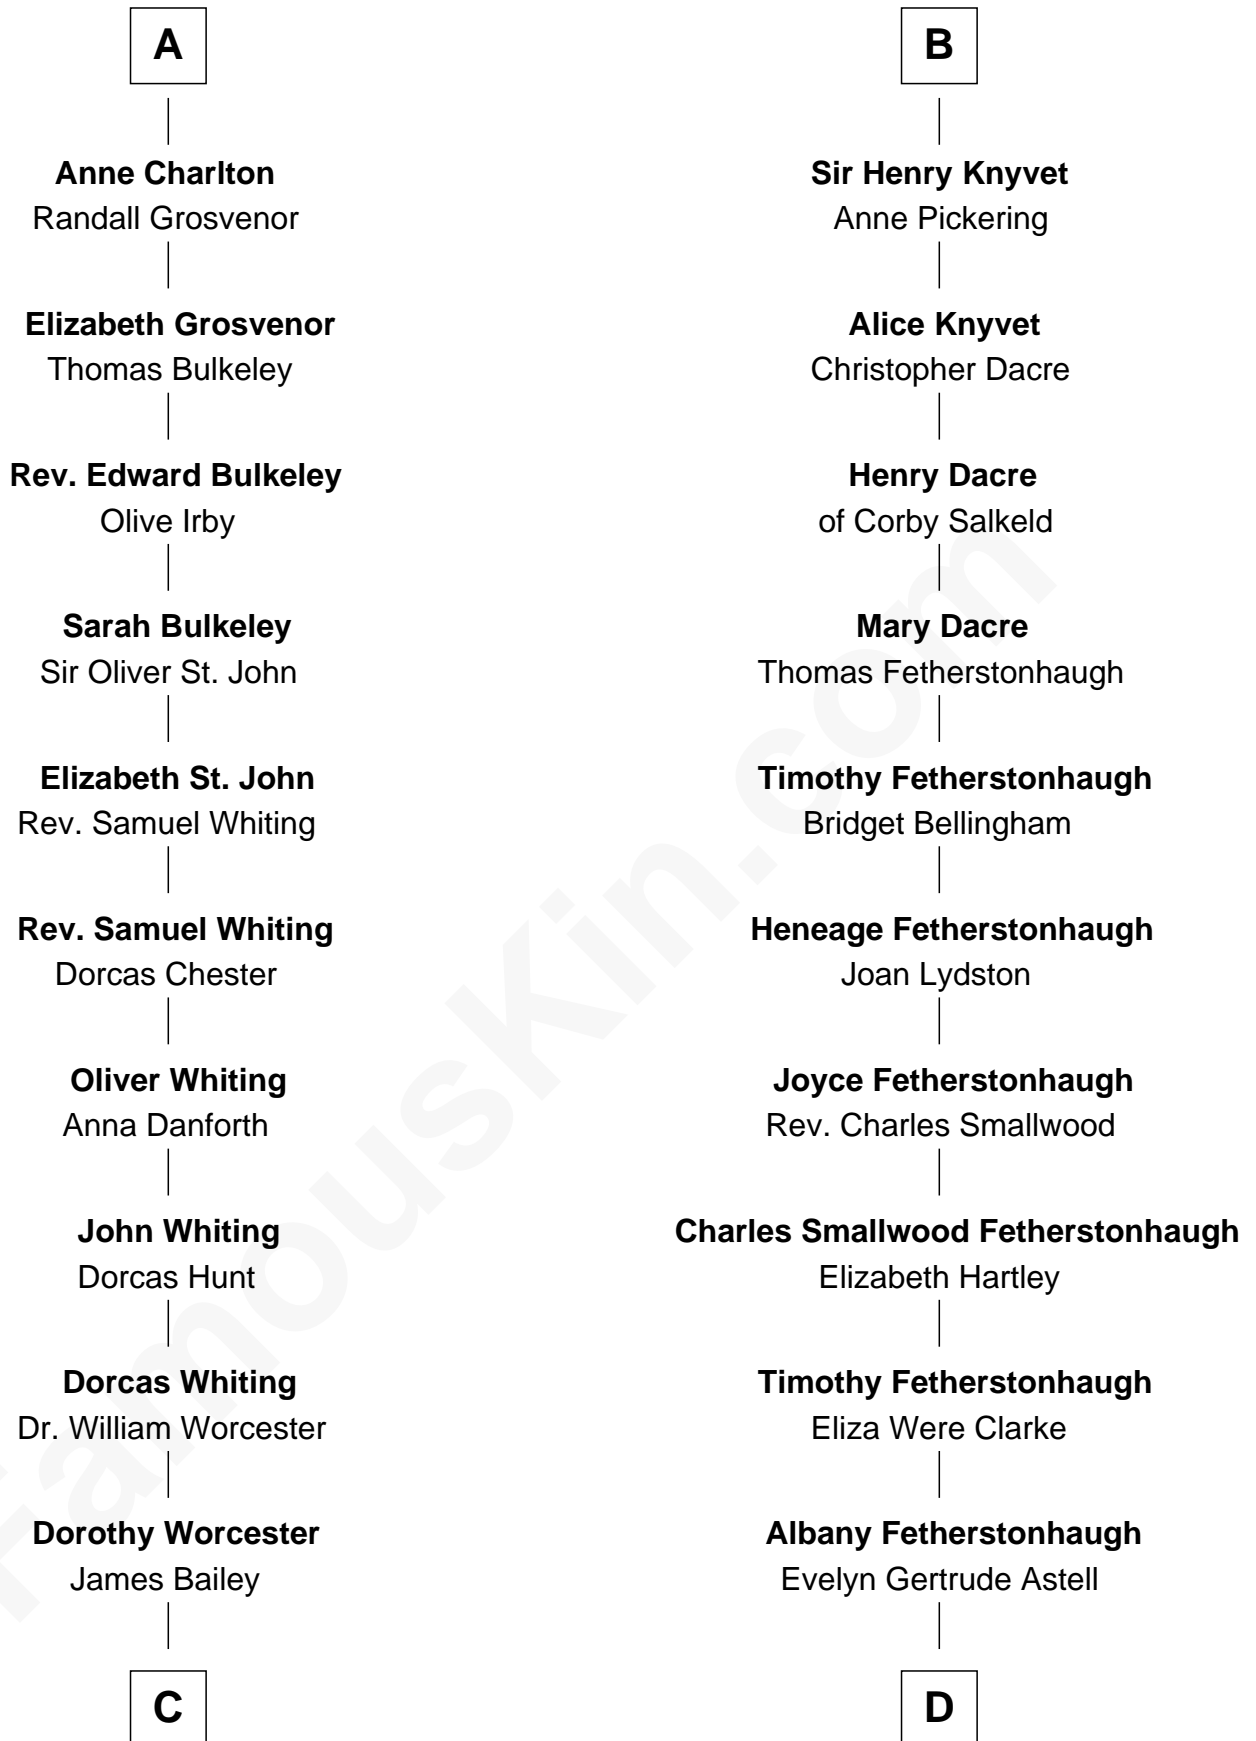 A
Anne Charlton
Randall Grosvenor
Elizabeth Grosvenor
Thomas Bulkeley
Rev. Edward Bulkeley
Olive Irby
Sarah Bulkeley
Sir Oliver St. John
Elizabeth St. John
Rev. Samuel Whiting
Rev. Samuel Whiting
Dorcas Chester
Oliver Whiting
Anna Danforth
John Whiting
Dorcas Hunt
Dorcas Whiting
Dr. William Worcester
Dorothy Worcester
James Bailey
C
B
Sir Henry Knyvet
Anne Pickering
Alice Knyvet
Christopher Dacre
Henry Dacre
of Corby Salkeld
Mary Dacre
Thomas Fetherstonhaugh
Timothy Fetherstonhaugh
Bridget Bellingham
Heneage Fetherstonhaugh
Joan Lydston
Joyce Fetherstonhaugh
Rev. Charles Smallwood
Charles Smallwood Fetherstonhaugh
Elizabeth Hartley
Timothy Fetherstonhaugh
Eliza Were Clarke
Albany Fetherstonhaugh
Evelyn Gertrude Astell
D
FamousKin.com